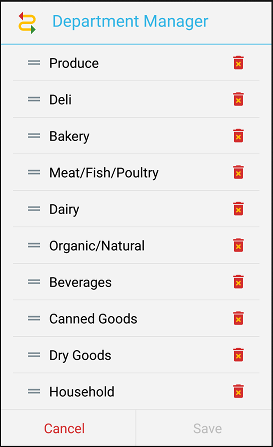 Department Manager
Produce
Deli
Bakery
Meat/Fish/Poultry
Dairy
Organic/Natural
Beverages
Canned Goods
Dry Goods
Household
Cancel
Save